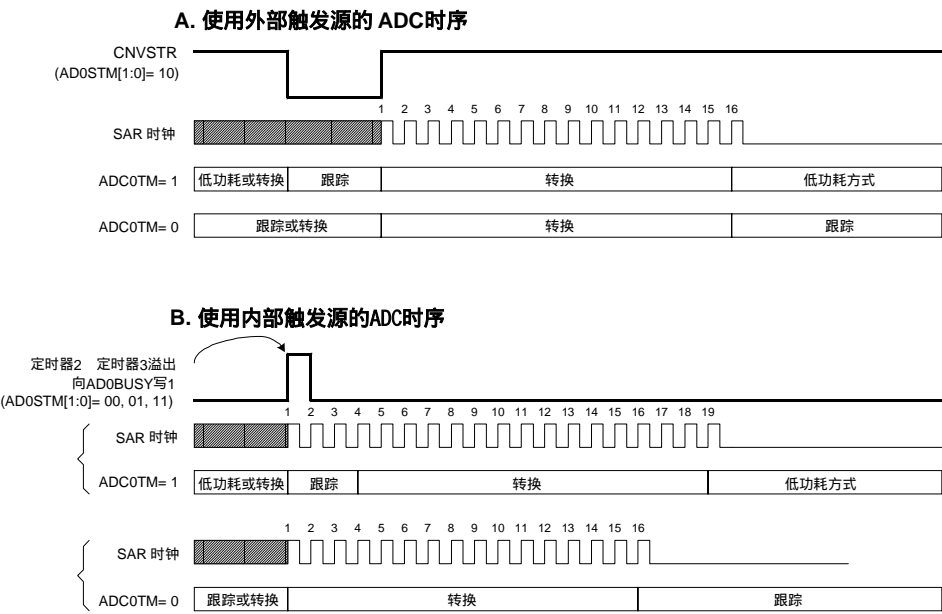 A. 使用外部触发源的 ADC时序
CNVSTR
(AD0STM[1:0]= 10)
1 2 3 4 5 6 7 8 9 10 11 12 13 14 15 16
SAR 时钟
ADC0TM= 1 低功耗或转换 跟踪 转换 低功耗方式
ADC0TM= 0 跟踪或转换 转换 跟踪
B. 使用内部触发源的ADC时序
定时器2 定时器3溢出
向AD0BUSY写1
(AD0STM[1:0]= 00, 01, 11)
1 2 3 4 5 6 7 8 9 10 11 12 13 14 15 16 17 18 19
SAR 时钟
ADC0TM= 1 低功耗或转换 跟踪 转换 低功耗方式
1 2 3 4 5 6 7 8 9 10 11 12 13 14 15 16
SAR 时钟
ADC0TM= 0 跟踪或转换 转换 跟踪